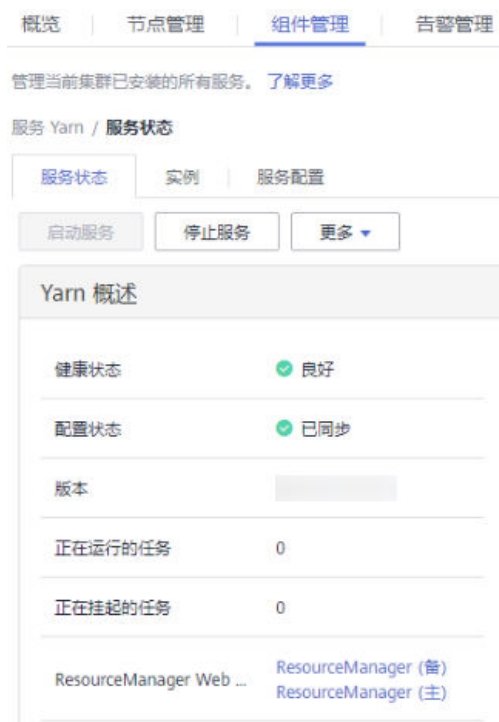 概览 节点管理 组件管理 告警管理
管理当前集群已安装的所有服务。 了解更多
服务 Yarn / 服务状态
服务状态 实例 服务配置
启动服务 停止服务 更多
Yarn 概述
健康状态 良好
配置状态 已同步
版本
正在运行的任务 0
正在挂起的任务 0
ResourceManager Web ... ResourceManager (备)
ResourceManager (主)